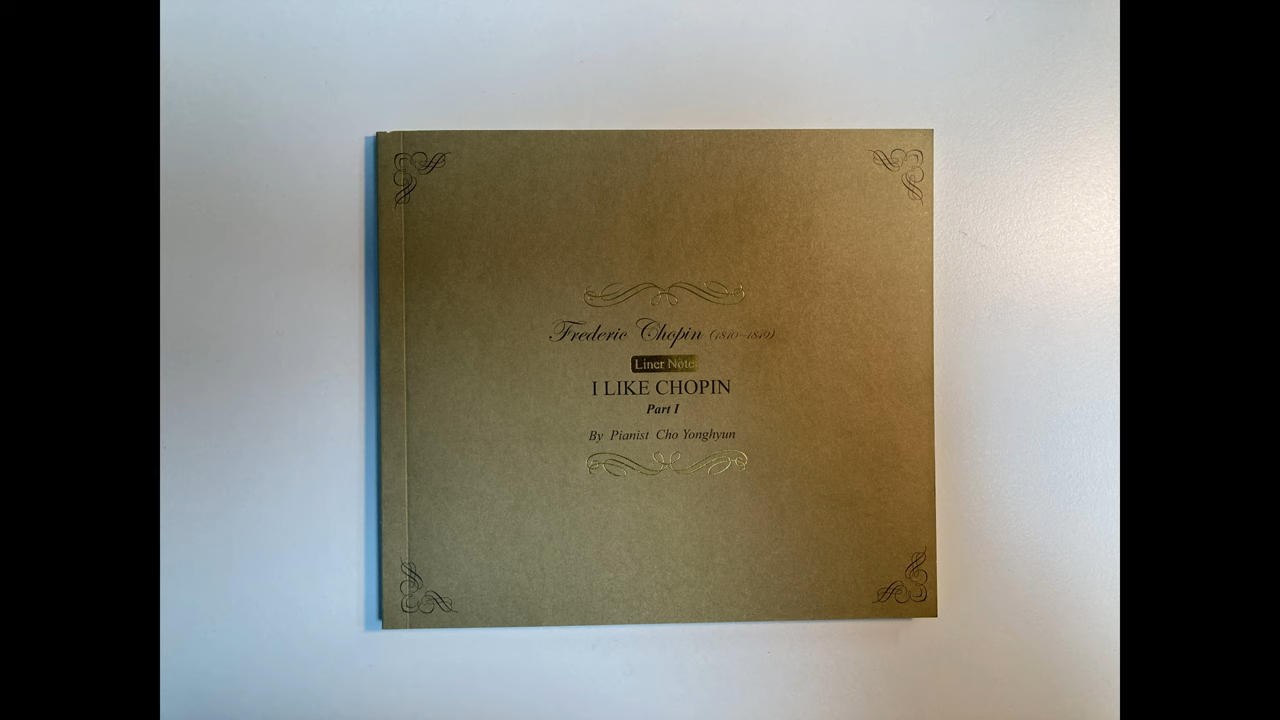 Frederic Chopin (1810~1849)
Liner Note
I LIKE CHOPIN
Part I
By Pianist Cho Yonghyun